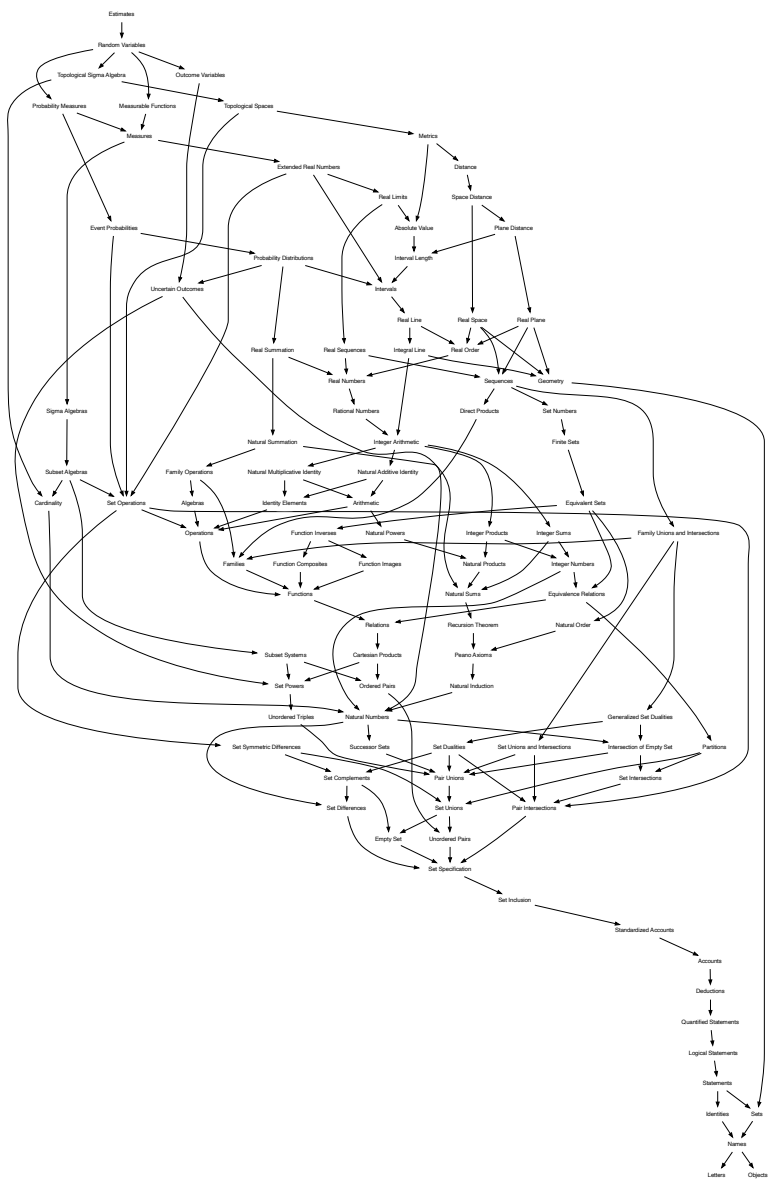 Estimates
Random Variables
Topological Sigma Algebra
Outcome Variables
Probability Measures
Measurable Functions
Topological Spaces
Measures
Metrics
Extended Real Numbers
Distance
Real Limits
Space Distance
Event Probabilities
Absolute Value
Plane Distance
Probability Distributions
Interval Length
Uncertain Outcomes
Intervals
Real Line
Real Space
Real Plane
Real Summation
Real Sequences
Integral Line
Real Order
Real Numbers
Sequences
Geometry
Sigma Algebras
Rational Numbers
Direct Products
Set Numbers
Natural Summation
Integer Arithmetic
Finite Sets
Subset Algebras
Family Operations
Natural Multiplicative Identity
Natural Additive Identity
Cardinality
Set Operations
Algebras
Identity Elements
Arithmetic
Equivalent Sets
Operations
Function Inverses
Natural Powers
Integer Products
Integer Sums
Family Unions and Intersections
Families
Function Composites
Function Images
Natural Products
Integer Numbers
Functions
Natural Sums
Equivalence Relations
Relations
Recursion Theorem
Natural Order
Subset Systems
Cartesian Products
Peano Axioms
Set Powers
Ordered Pairs
Natural Induction
Unordered Triples
Natural Numbers
Generalized Set Dualities
Set Symmetric Differences
Successor Sets
Set Dualities
Set Unions and Intersections
Intersection of Empty Set
Partitions
Set Complements
Pair Unions
Set Intersections
Set Differences
Set Unions
Pair Intersections
Empty Set
Unordered Pairs
Set Specification
Set Inclusion
Standardized Accounts
Accounts
Deductions
Quantified Statements
Logical Statements
Statements
Identities
Sets
Names
Letters
Objects